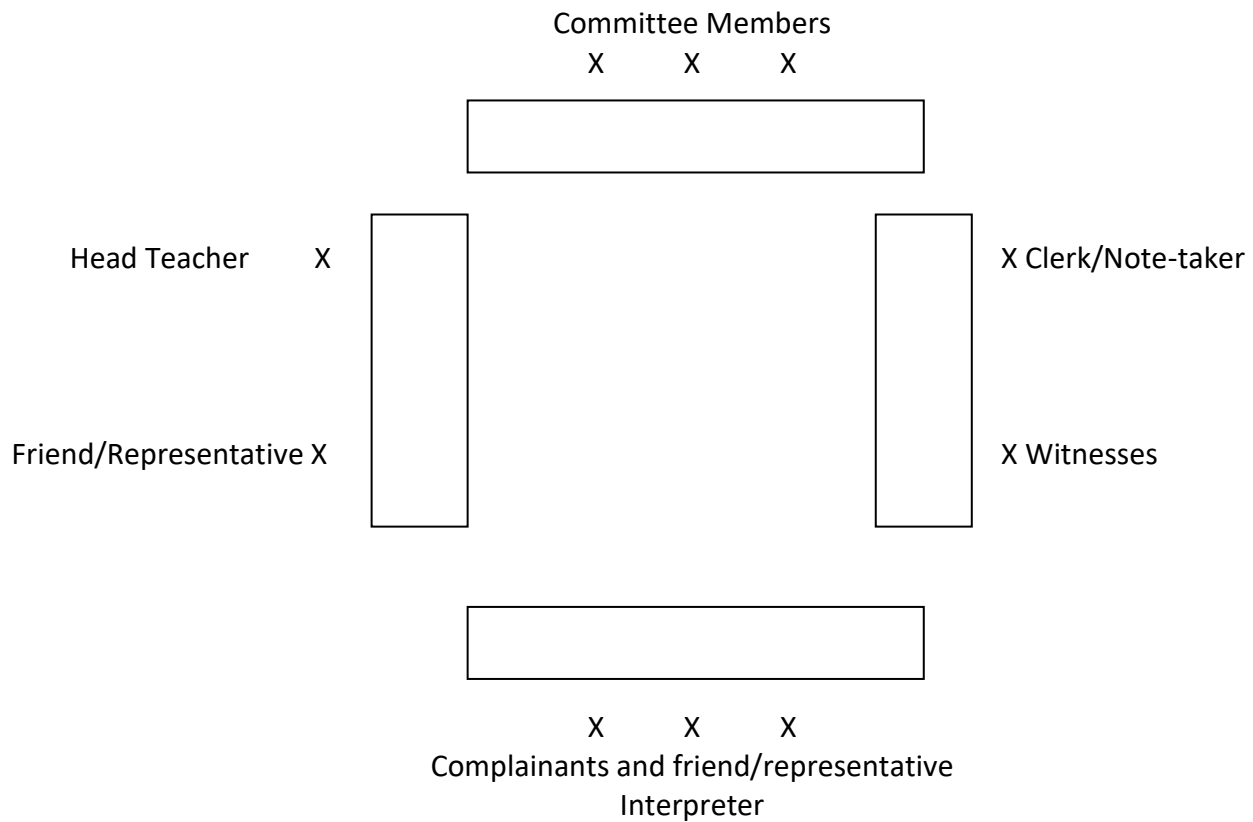 Committee Members
X X X
Head Teacher X
X Clerk/Note-taker
Friend/Representative X
X Witnesses
X X X
Complainants and friend/representative
Interpreter